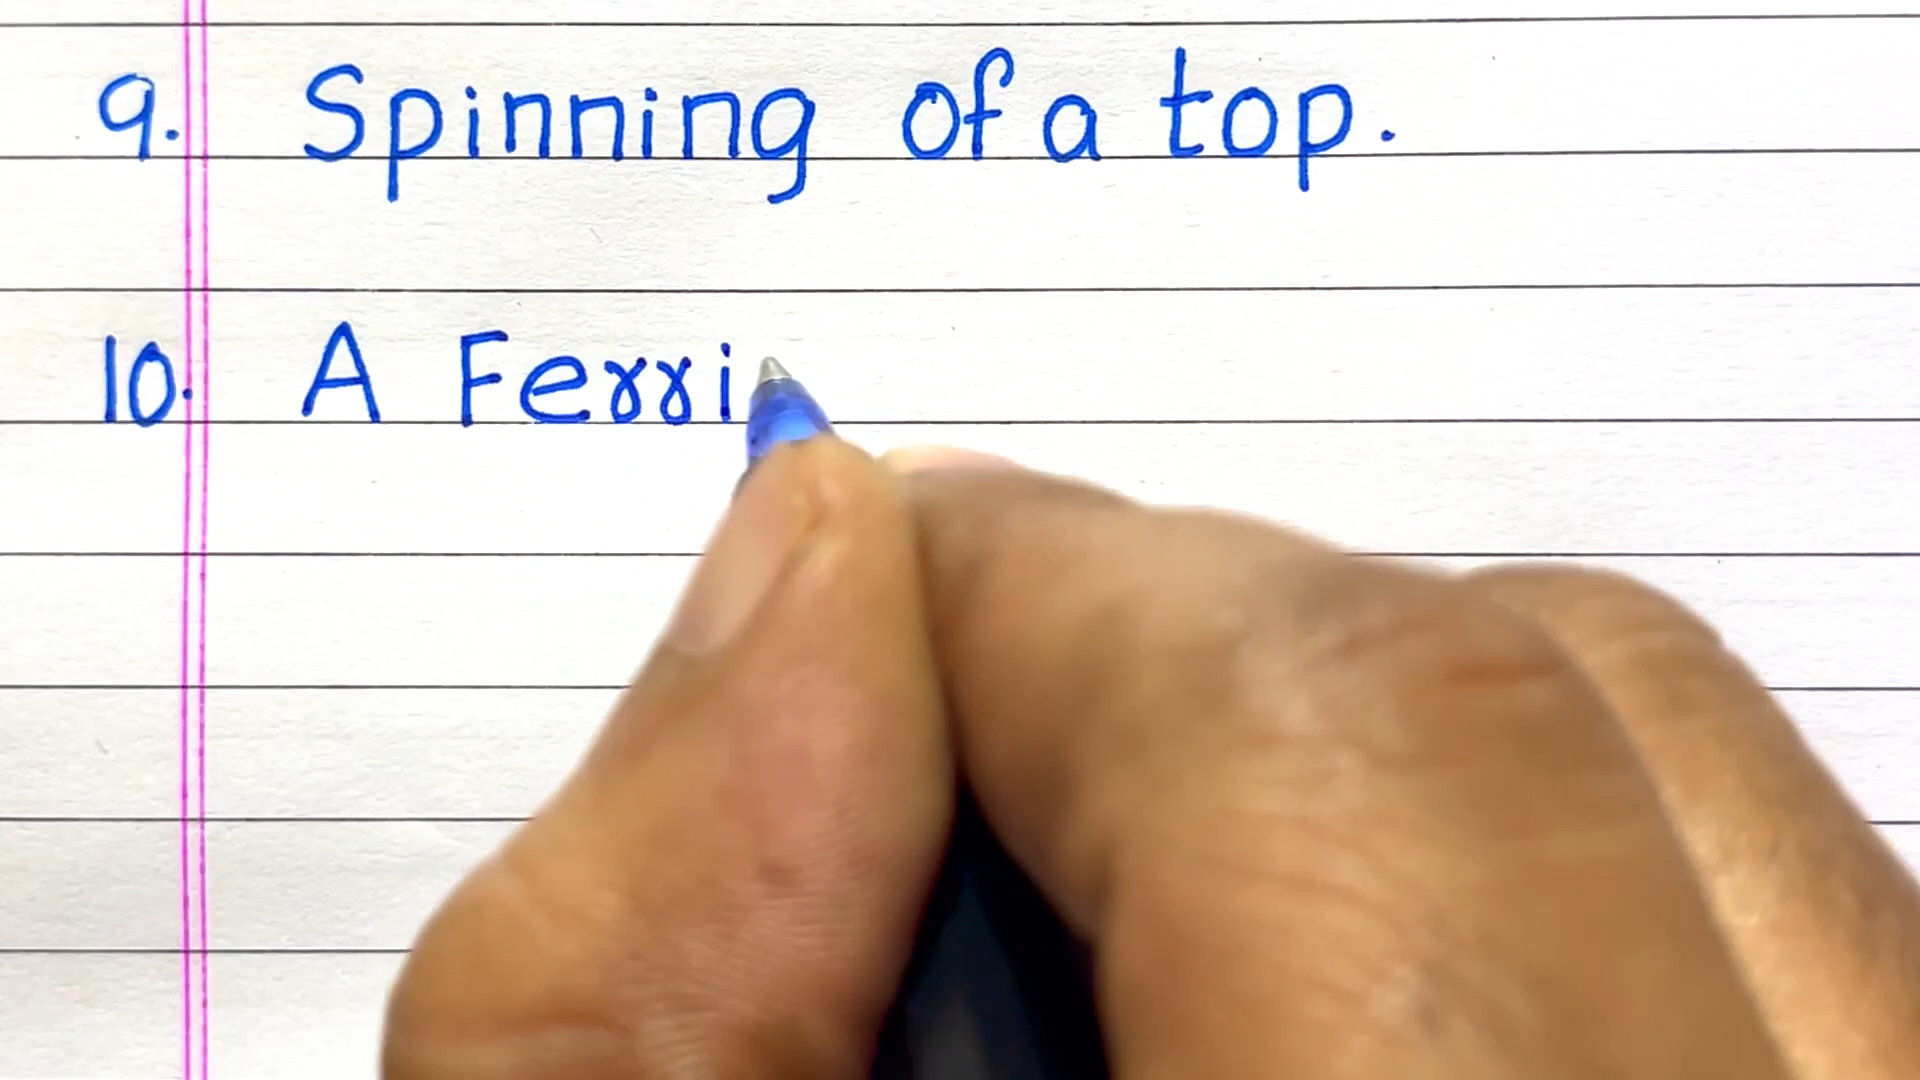 9. Spinning of a top.
10. A Ferri